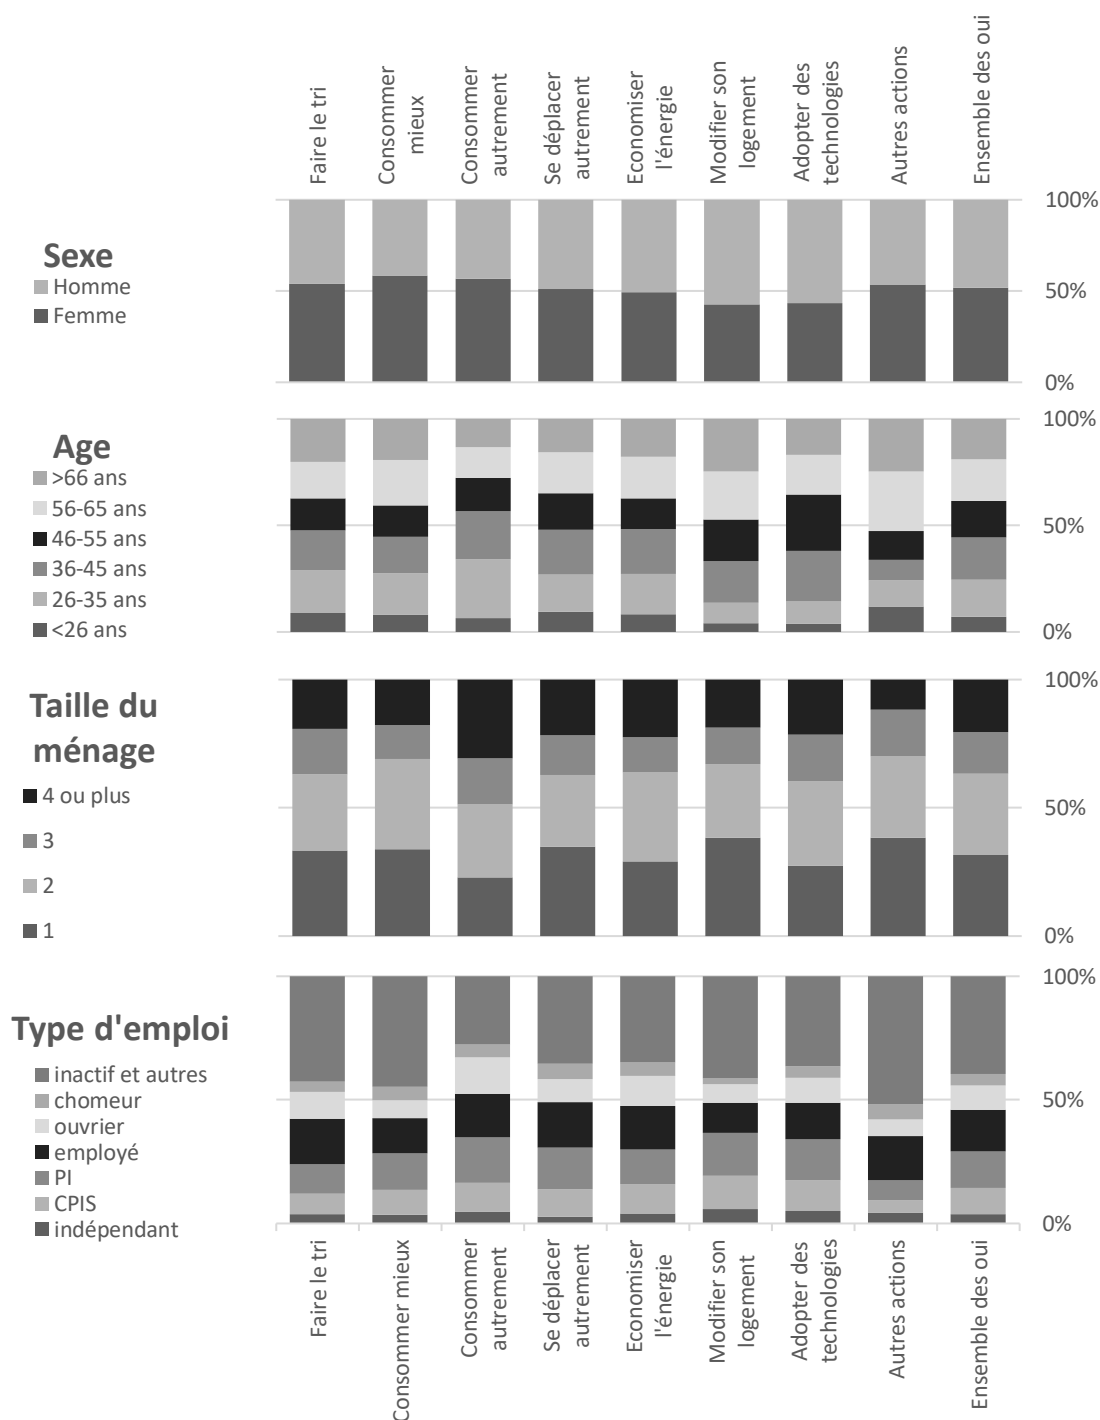 Faire le tri
Consommer
mieux
Consommer
autrement
Se déplacer
autrement
Economiser
l'énergie
Modifier son
logement
Adopter des
technologies
Autres actions
Ensemble des oui
100%
50%
0%
Sexe
Homme
Femme
100%
50%
0%
Age
>66 ans
56-65 ans
46-55 ans
36-45 ans
26-35 ans
<26 ans
100%
50%
0%
Taille du
ménage
4 ou plus
3
2
1
100%
50%
0%
Type d'emploi
inactif et autres
chomeur
ouvrier
employé
PI
CPIS
indépendant
Faire le tri
Consommer mieux
Consommer
autrement
Se déplacer
autrement
Economiser
l'énergie
Modifier son
logement
Adopter des
technologies
Autres actions
Ensemble des oui